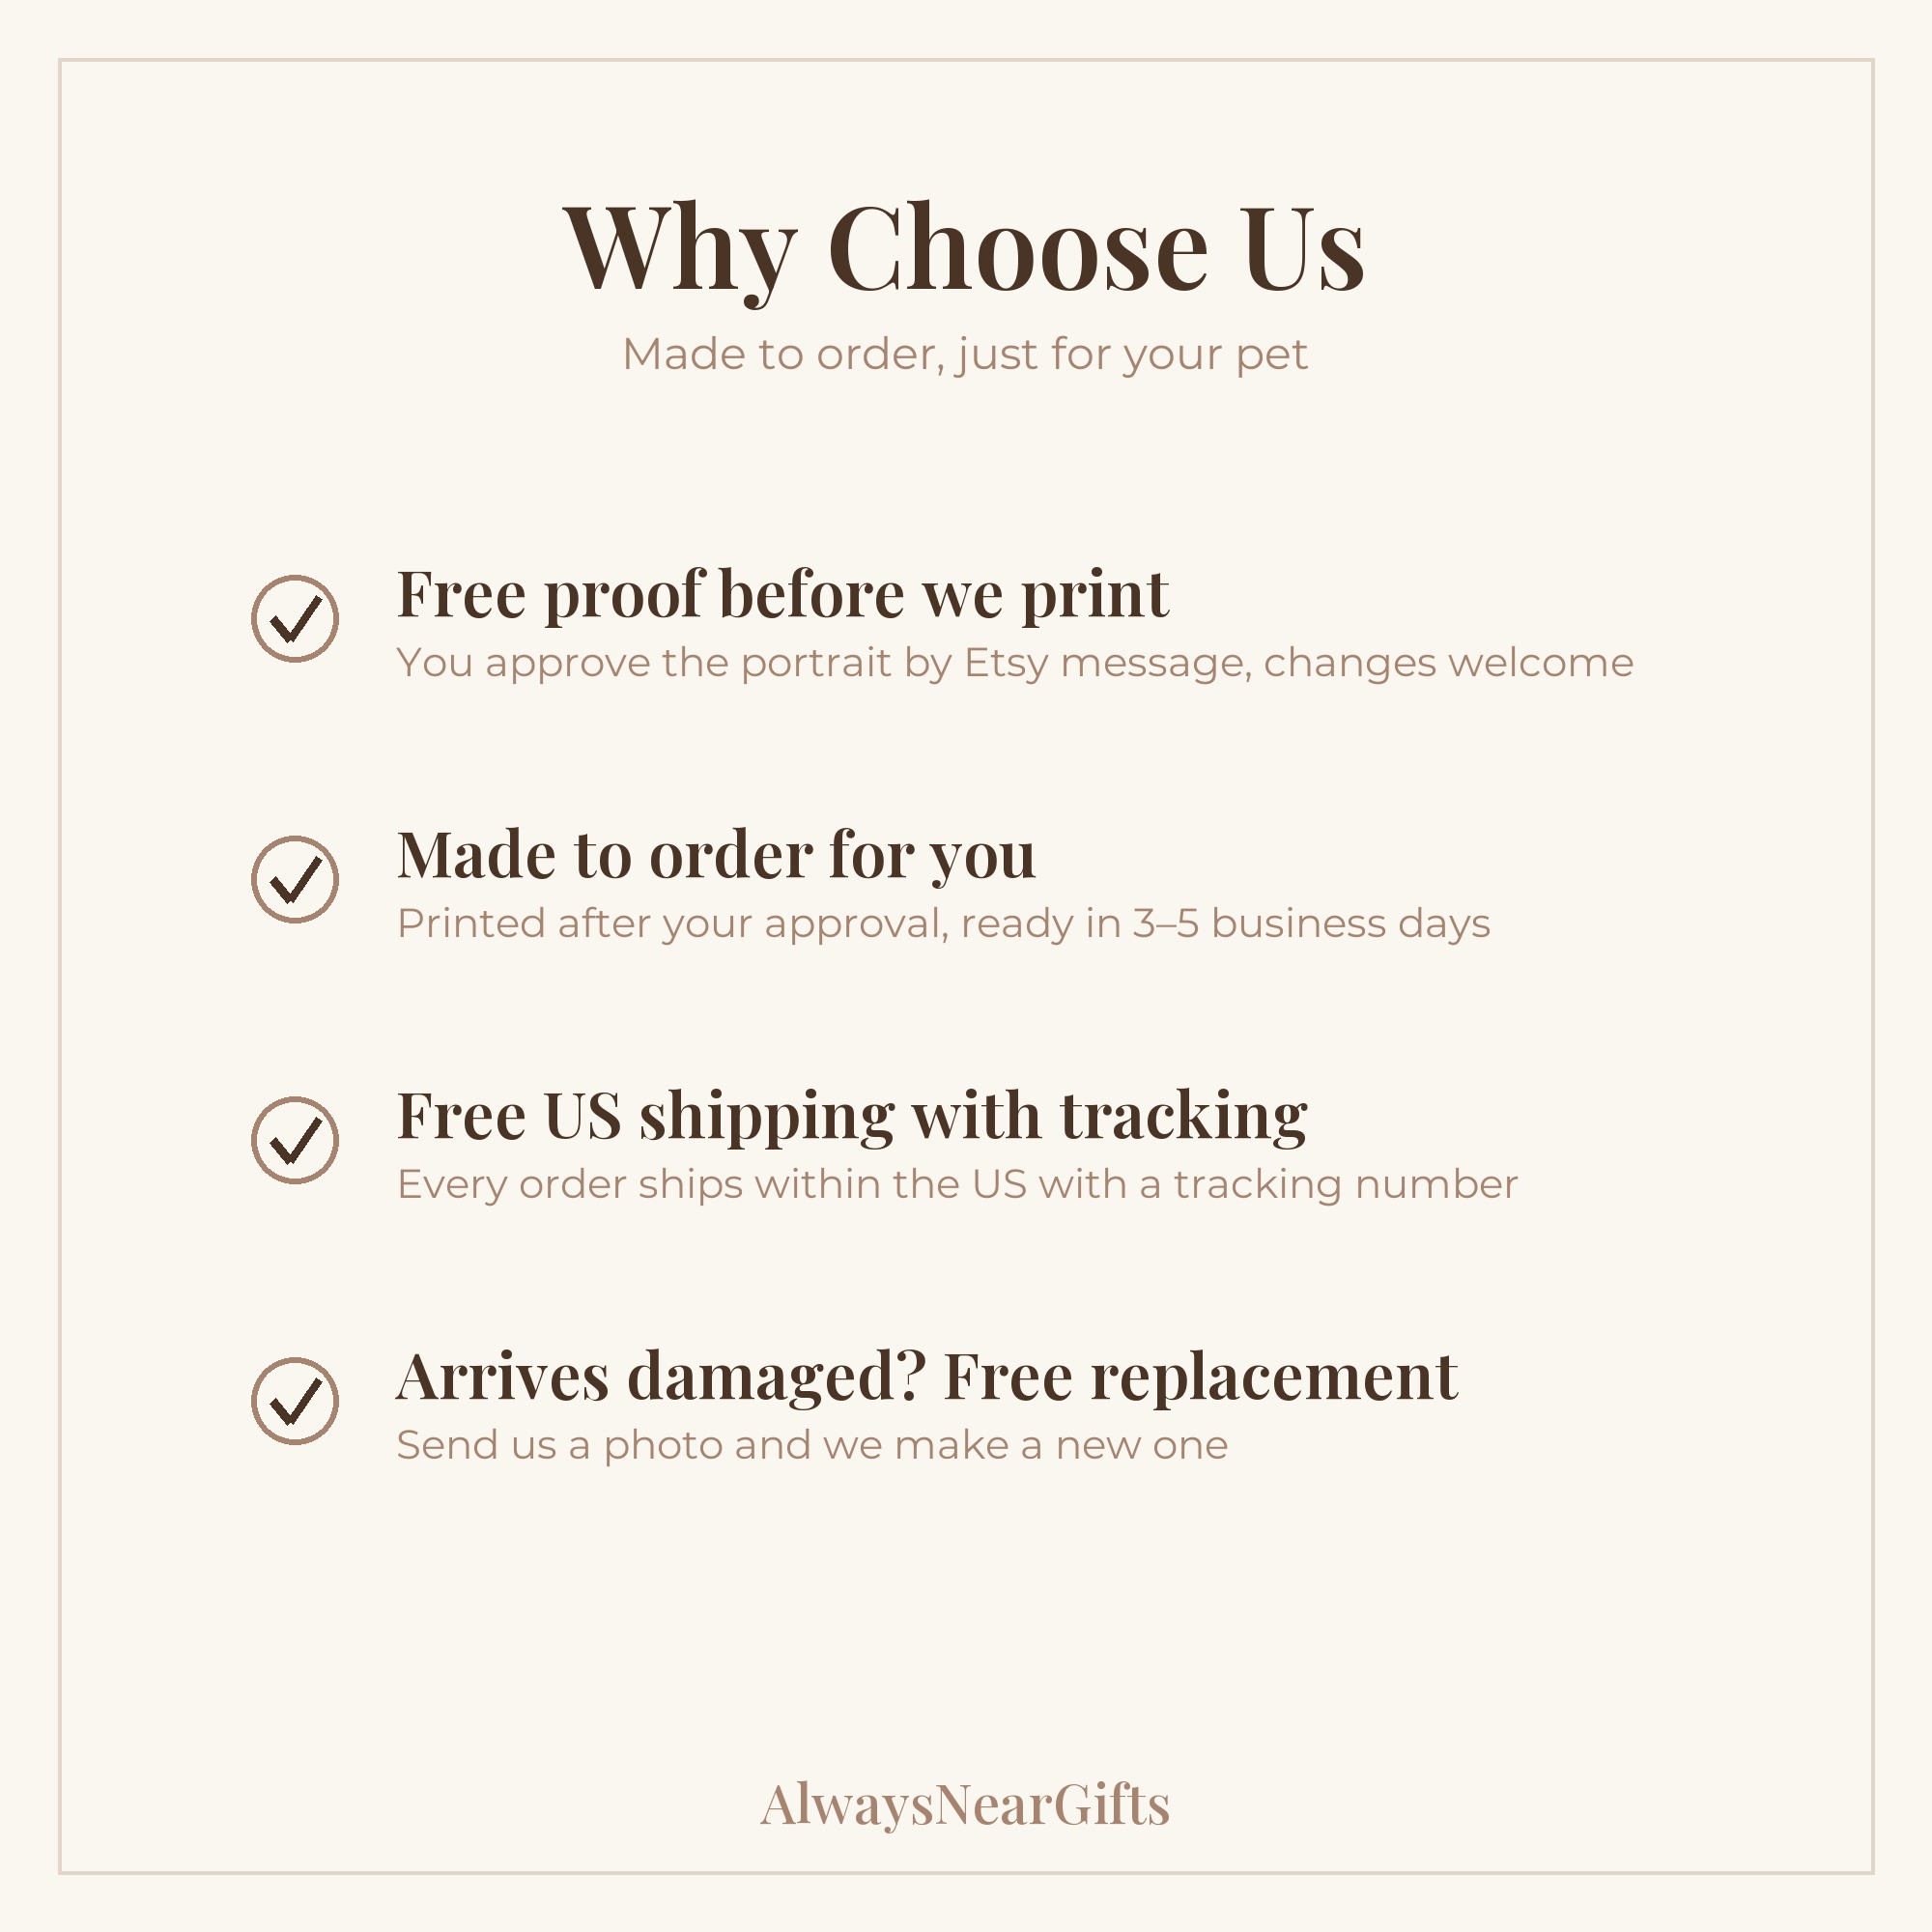 Why Choose Us
Made to order, just for your pet
Free proof before we print
You approve the portrait by Etsy message, changes welcome
Made to order for you
Printed after your approval, ready in 3–5 business days
Free US shipping with tracking
Every order ships within the US with a tracking number
Arrives damaged? Free replacement
Send us a photo and we make a new one
AlwaysNearGifts